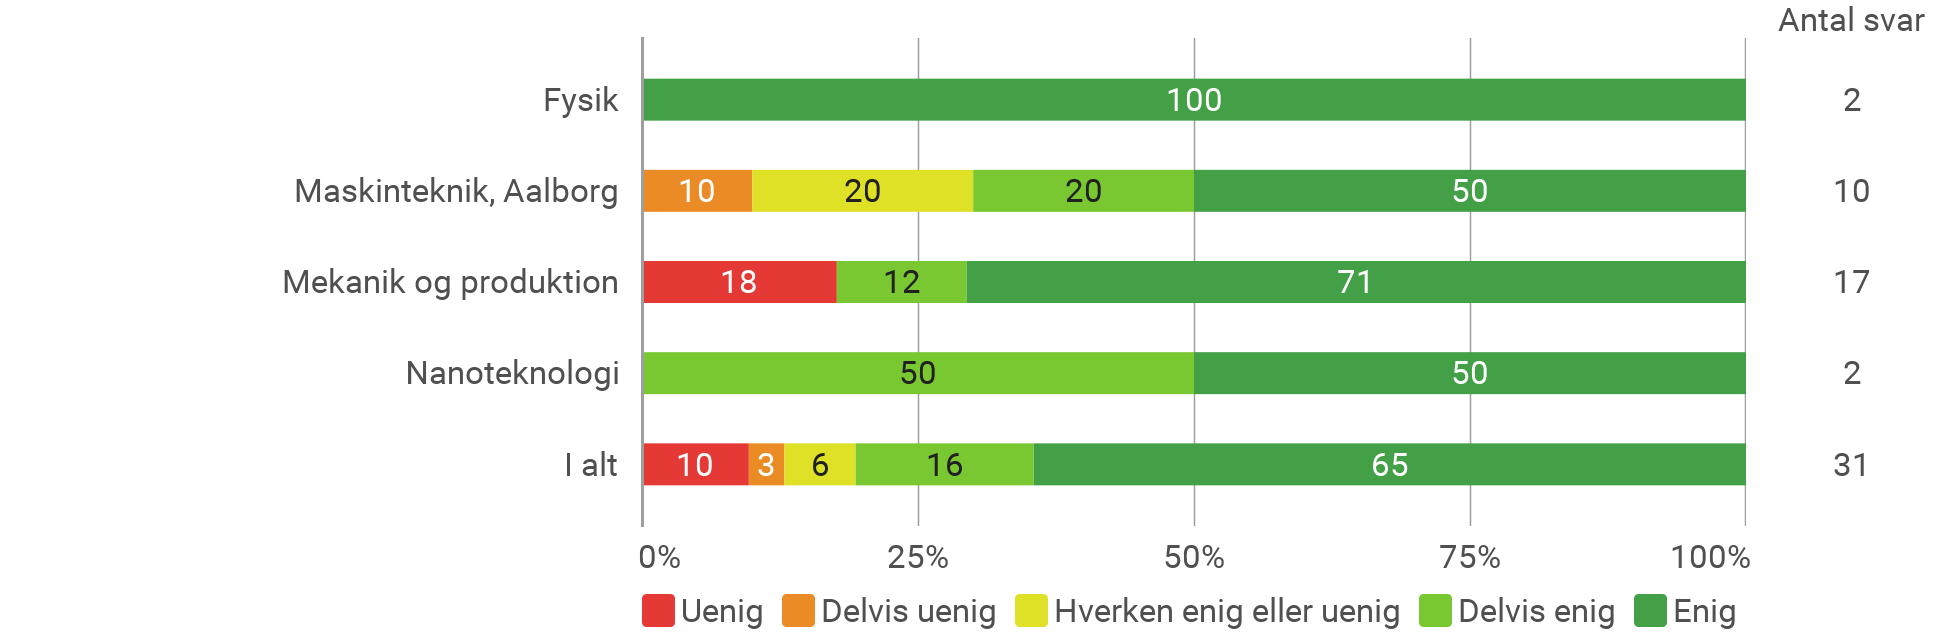 Antal svar
Fysik 100 2
Maskinteknik, Aalborg 10 20 20 50 10
Mekanik og produktion 18 12 71 17
Nanoteknologi 50 50 2
I alt 10 3 6 16 65 31
0% 25% 50% 75% 100%
Uenig Delvis uenig Hverken enig eller uenig Delvis enig Enig